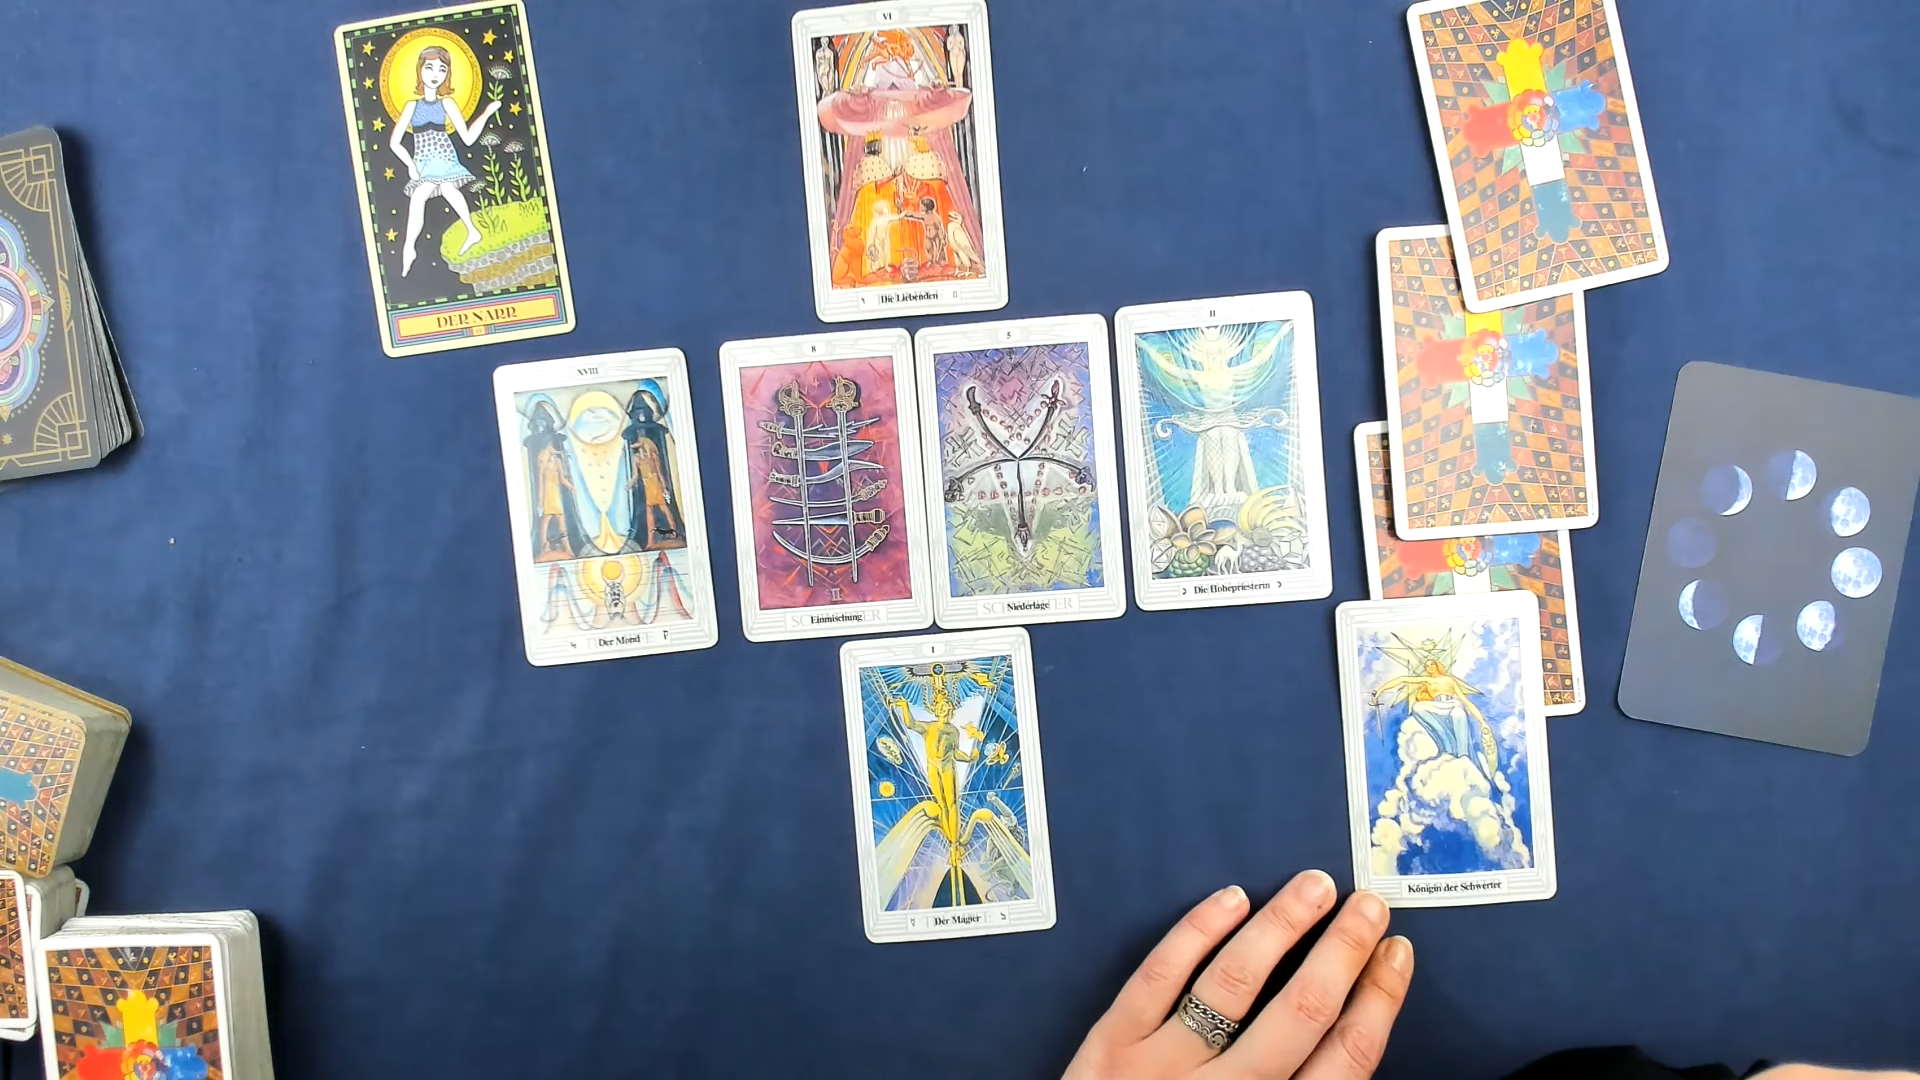 DER NARR
VI
Die Liebenden
XVIII
Der Mond
8
Einmischung
5
Niederlage
II
Die Hohepriesterin
I
Der Magier
Königin der Schwerter